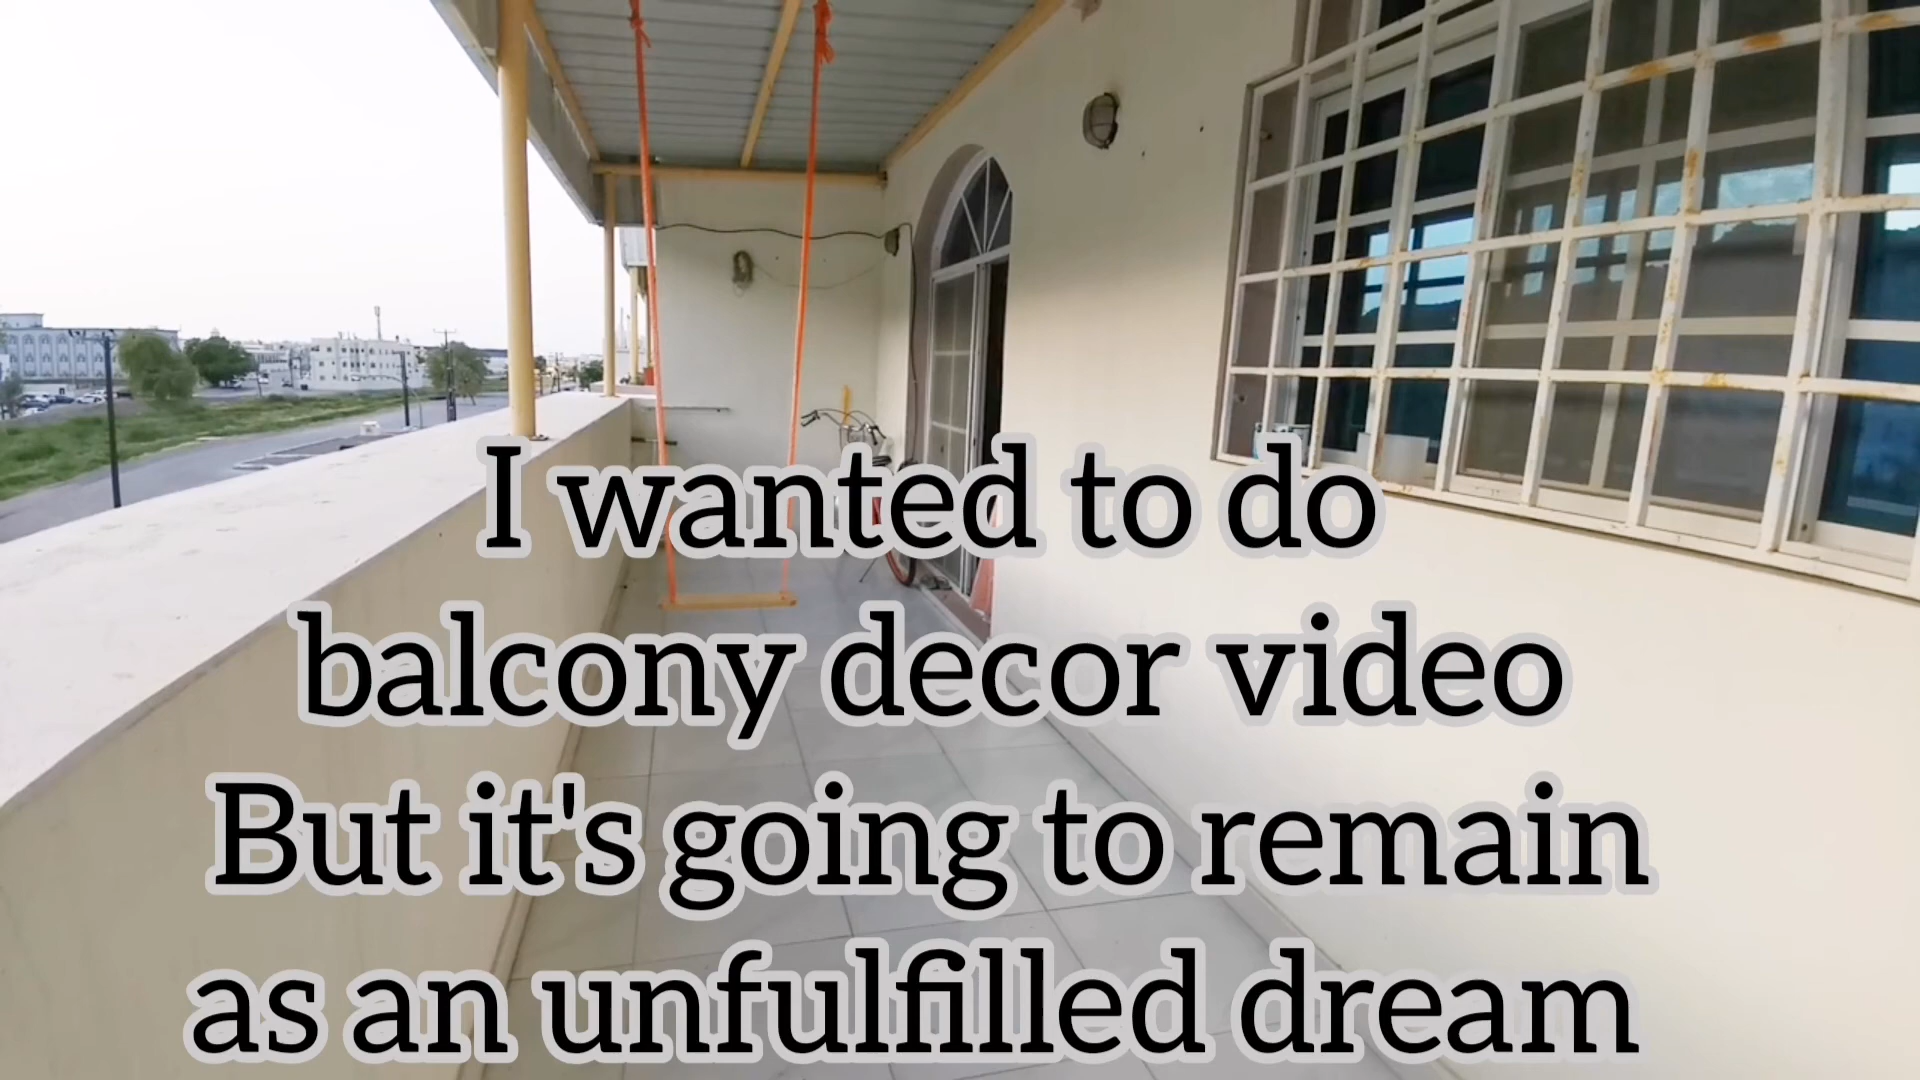 I wanted to do
balcony decor video
But it's going to remain
as an unfulfilled dream